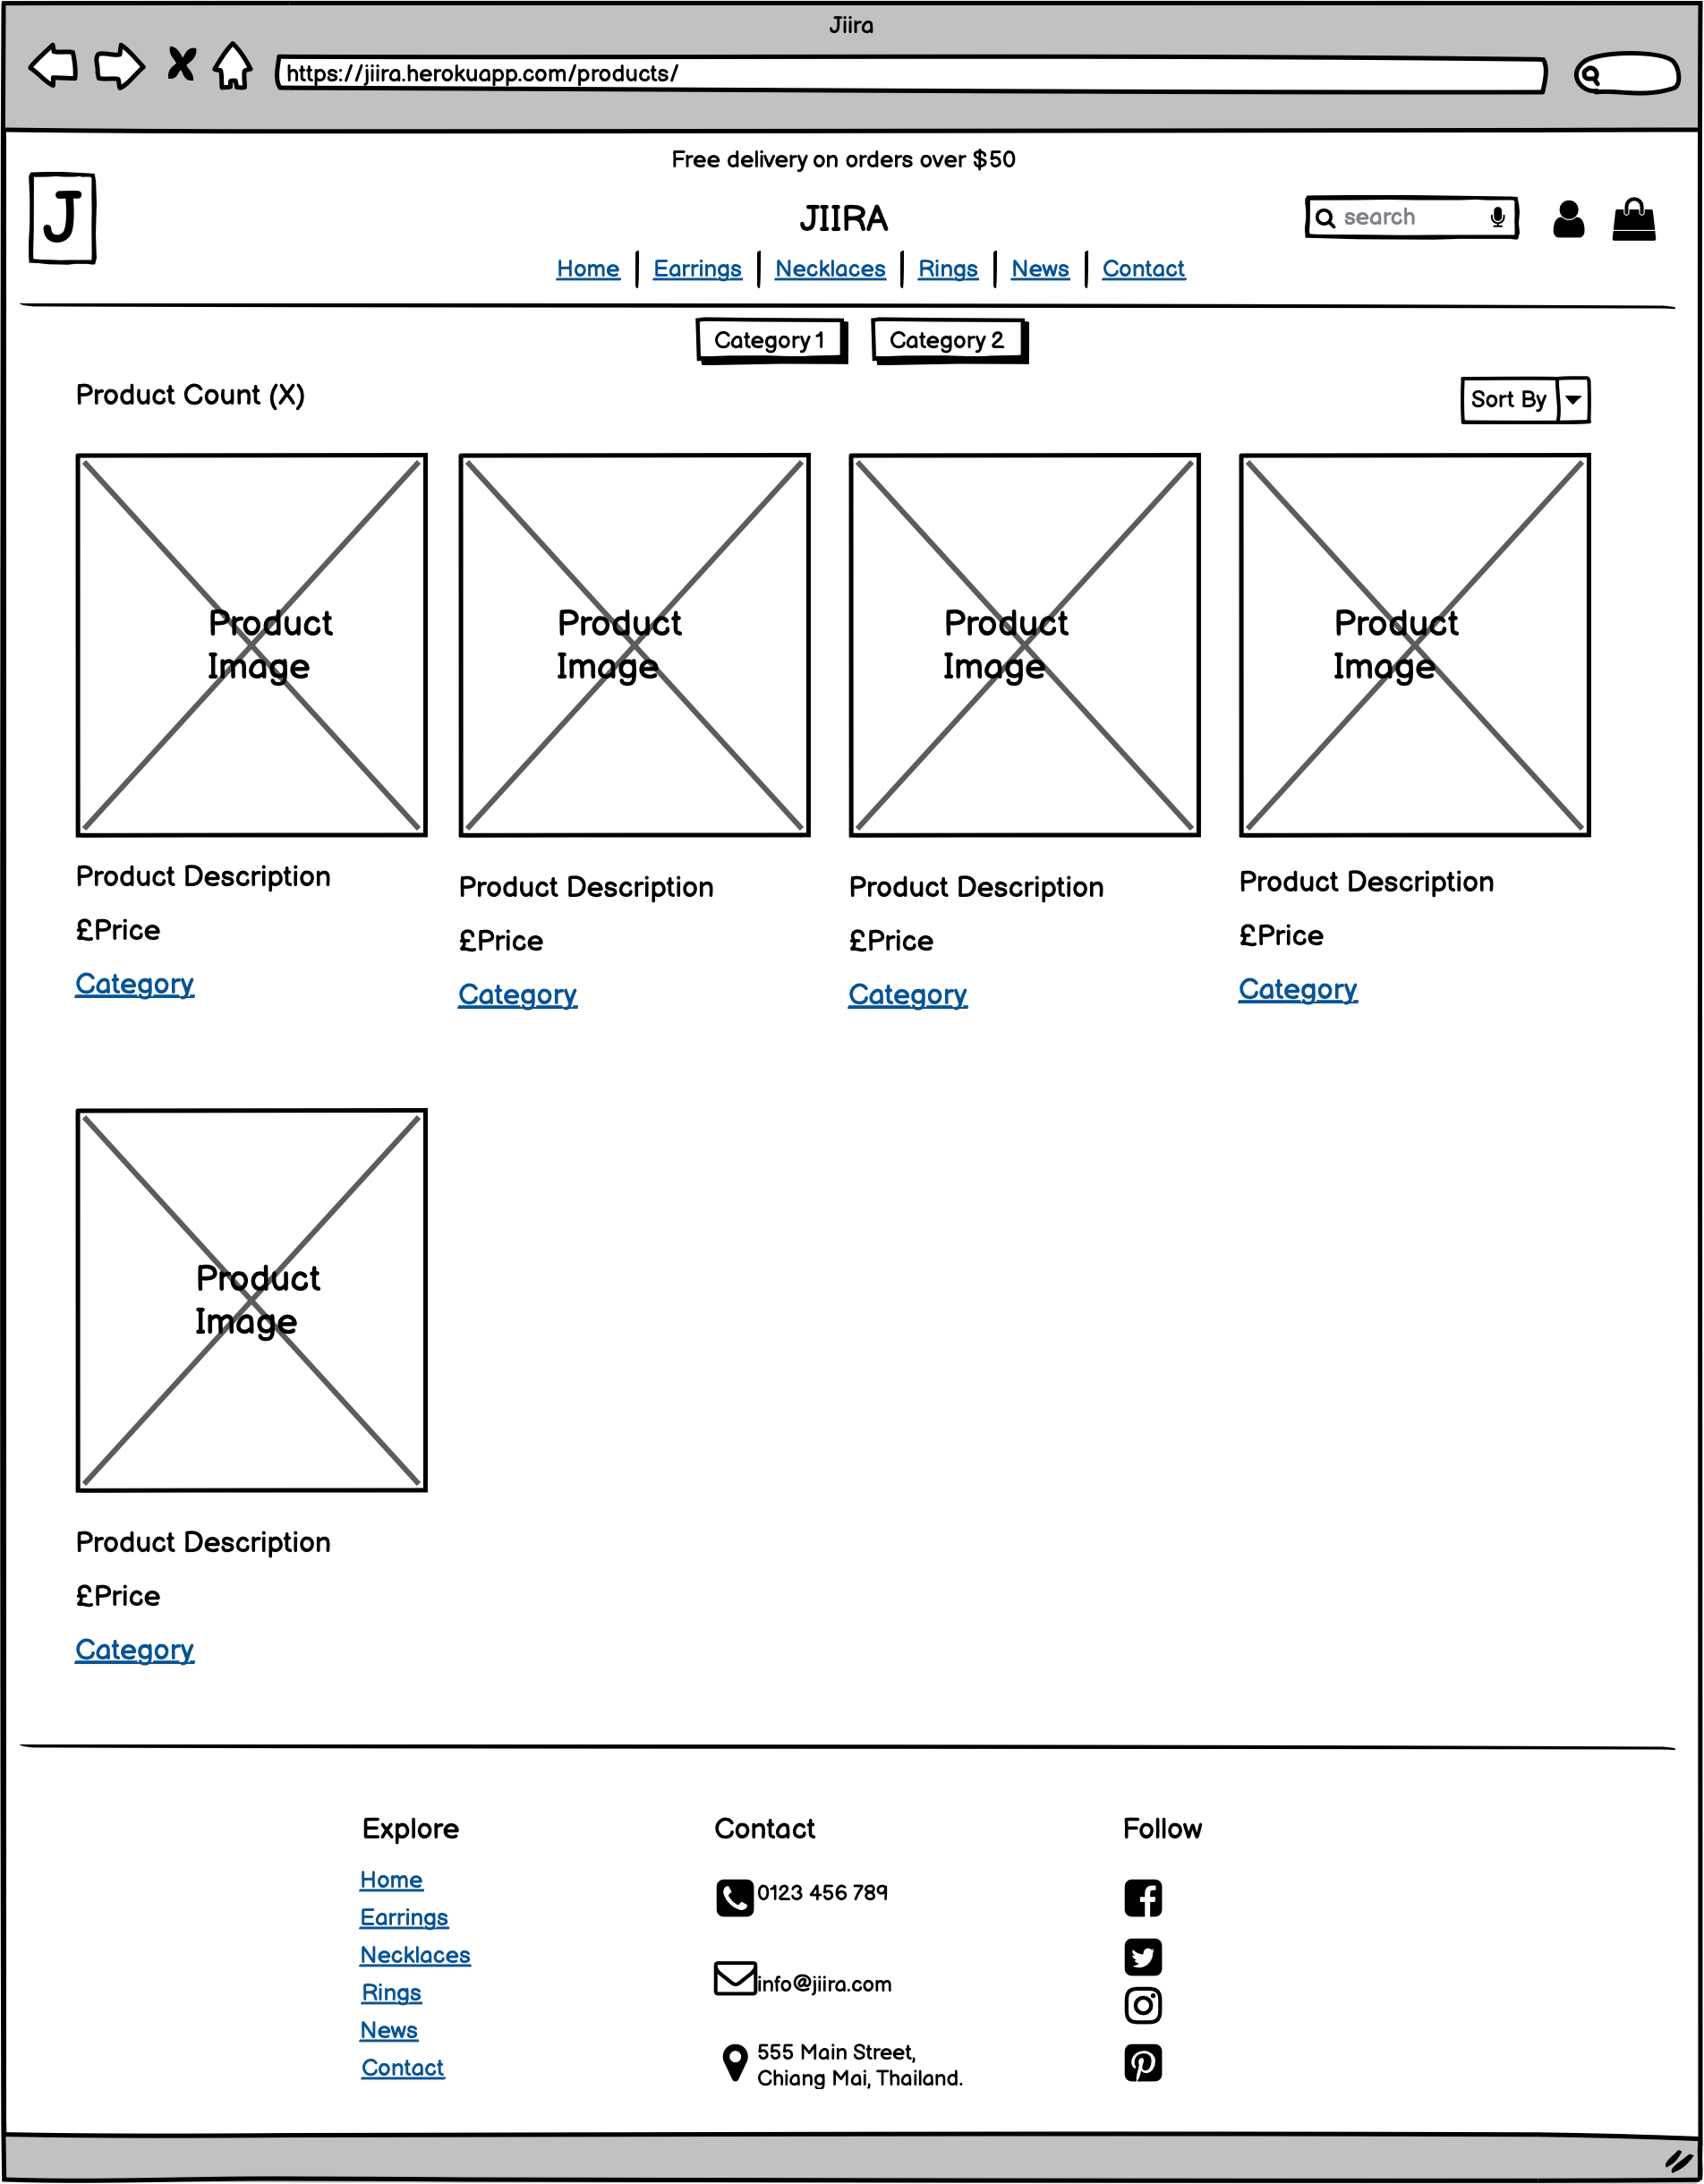 Jiira
https://jiira.herokuapp.com/products/
Free delivery on orders over $50
J
JIIRA
search
Home Earrings Necklaces Rings News Contact
Category 1 Category 2
Product Count (X)
Sort By
Product Image
Product Image
Product Image
Product Image
Product Description Product Description Product Description Product Description
£Price £Price £Price £Price
Category Category Category Category
Product
Image
Product Description
£Price
Category
Explore
Home
Earrings
Necklaces
Rings
News
Contact
Contact
0123 456 789
info@jiira.com
555 Main Street,
Chiang Mai, Thailand.
Follow